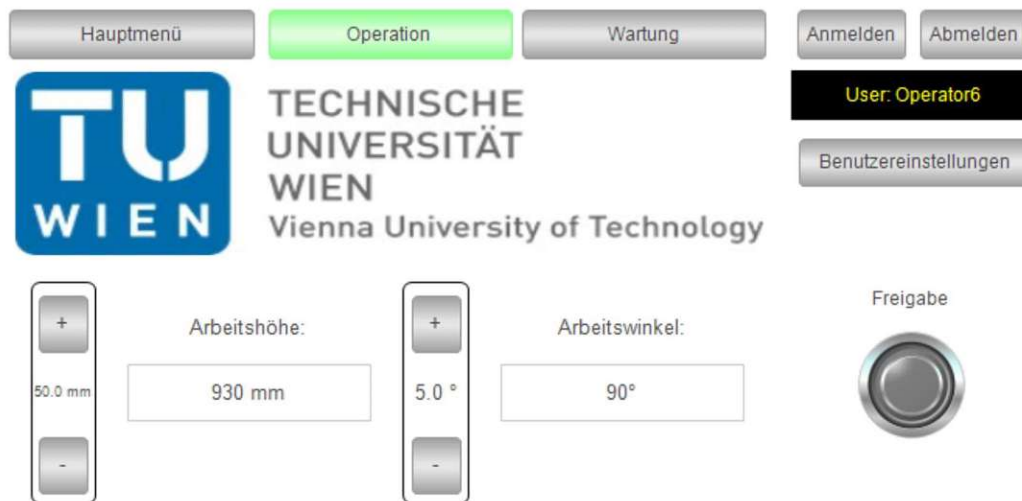 Hauptmenü
Operation
Wartung
Anmelden
Abmelden
TU
WIEN
TECHNISCHE
UNIVERSITÄT
WIEN
Vienna University of Technology
User: Operator6
Benutzereinstellungen
+
50.0 mm
-
Arbeitshöhe:
930 mm
+
5.0 °
-
Arbeitswinkel:
90°
Freigabe